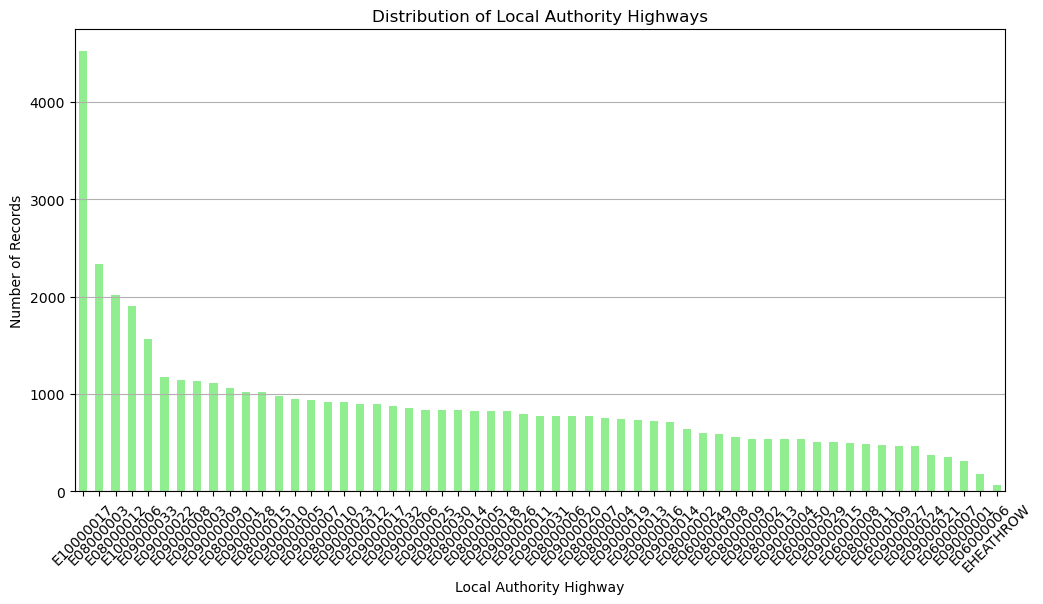 Distribution of Local Authority Highways
Number of Records
4000
3000
2000
1000
0
E10000017
E08000003
E08000012
E10000006
E09000033
E09000022
E09000008
E09000003
E09000009
E08000001
E09000028
E08000015
E09000010
E09000005
E09000007
E08000010
E09000023
E09000012
E09000017
E09000032
E09000006
E09000025
E09000030
E08000014
E08000005
E09000018
E09000026
E09000011
E09000031
E08000006
E09000020
E08000007
E08000004
E09000019
E09000013
E09000016
E09000014
E08000002
E06000049
E08000008
E08000009
E09000002
E08000013
E09000004
E06000050
E09000029
E09000015
E06000008
E08000011
E06000009
E09000027
E09000024
E09000021
E06000007
E09000001
E06000006
EHEATHROW
Local Authority Highway